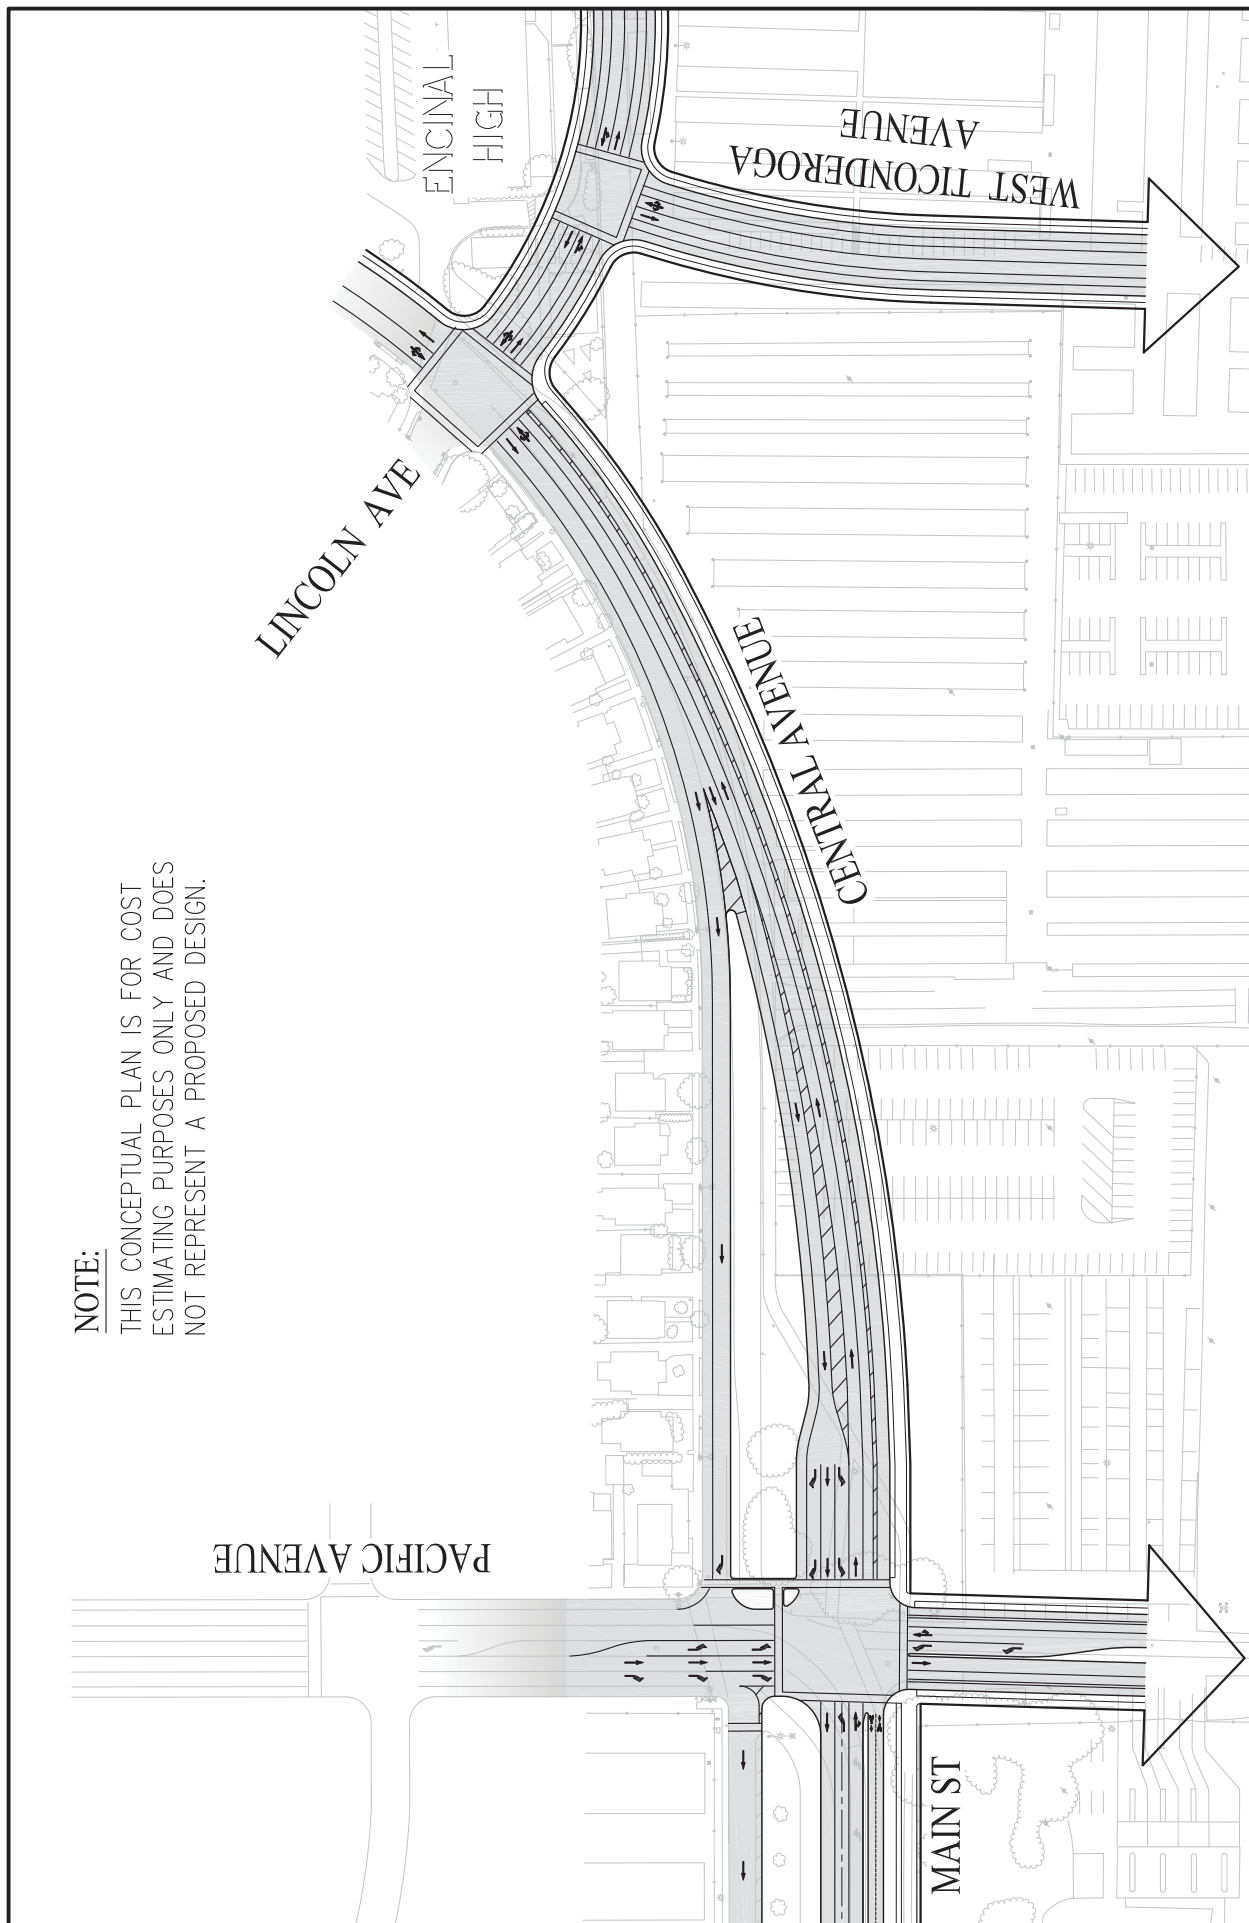 NOTE:
THIS CONCEPTUAL PLAN IS FOR COST
ESTIMATING PURPOSES ONLY AND DOES
NOT REPRESENT A PROPOSED DESIGN.
PACIFIC AVENUE
LINCOLN AVE
ENCINAL
HIGH
MAIN ST
CENTRAL AVENUE
WEST TICONDEROGA
AVENUE